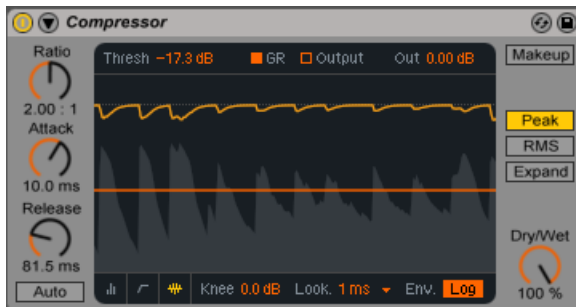 Compressor
Ratio
2.00 : 1
Attack
10.0 ms
Release
81.5 ms
Auto
Thresh -17.3 dB GR Output Out 0.00 dB
Knee 0.0 dB Look. 1 ms Env. Log
Makeup
Peak
RMS
Expand
Dry/Wet
100 %